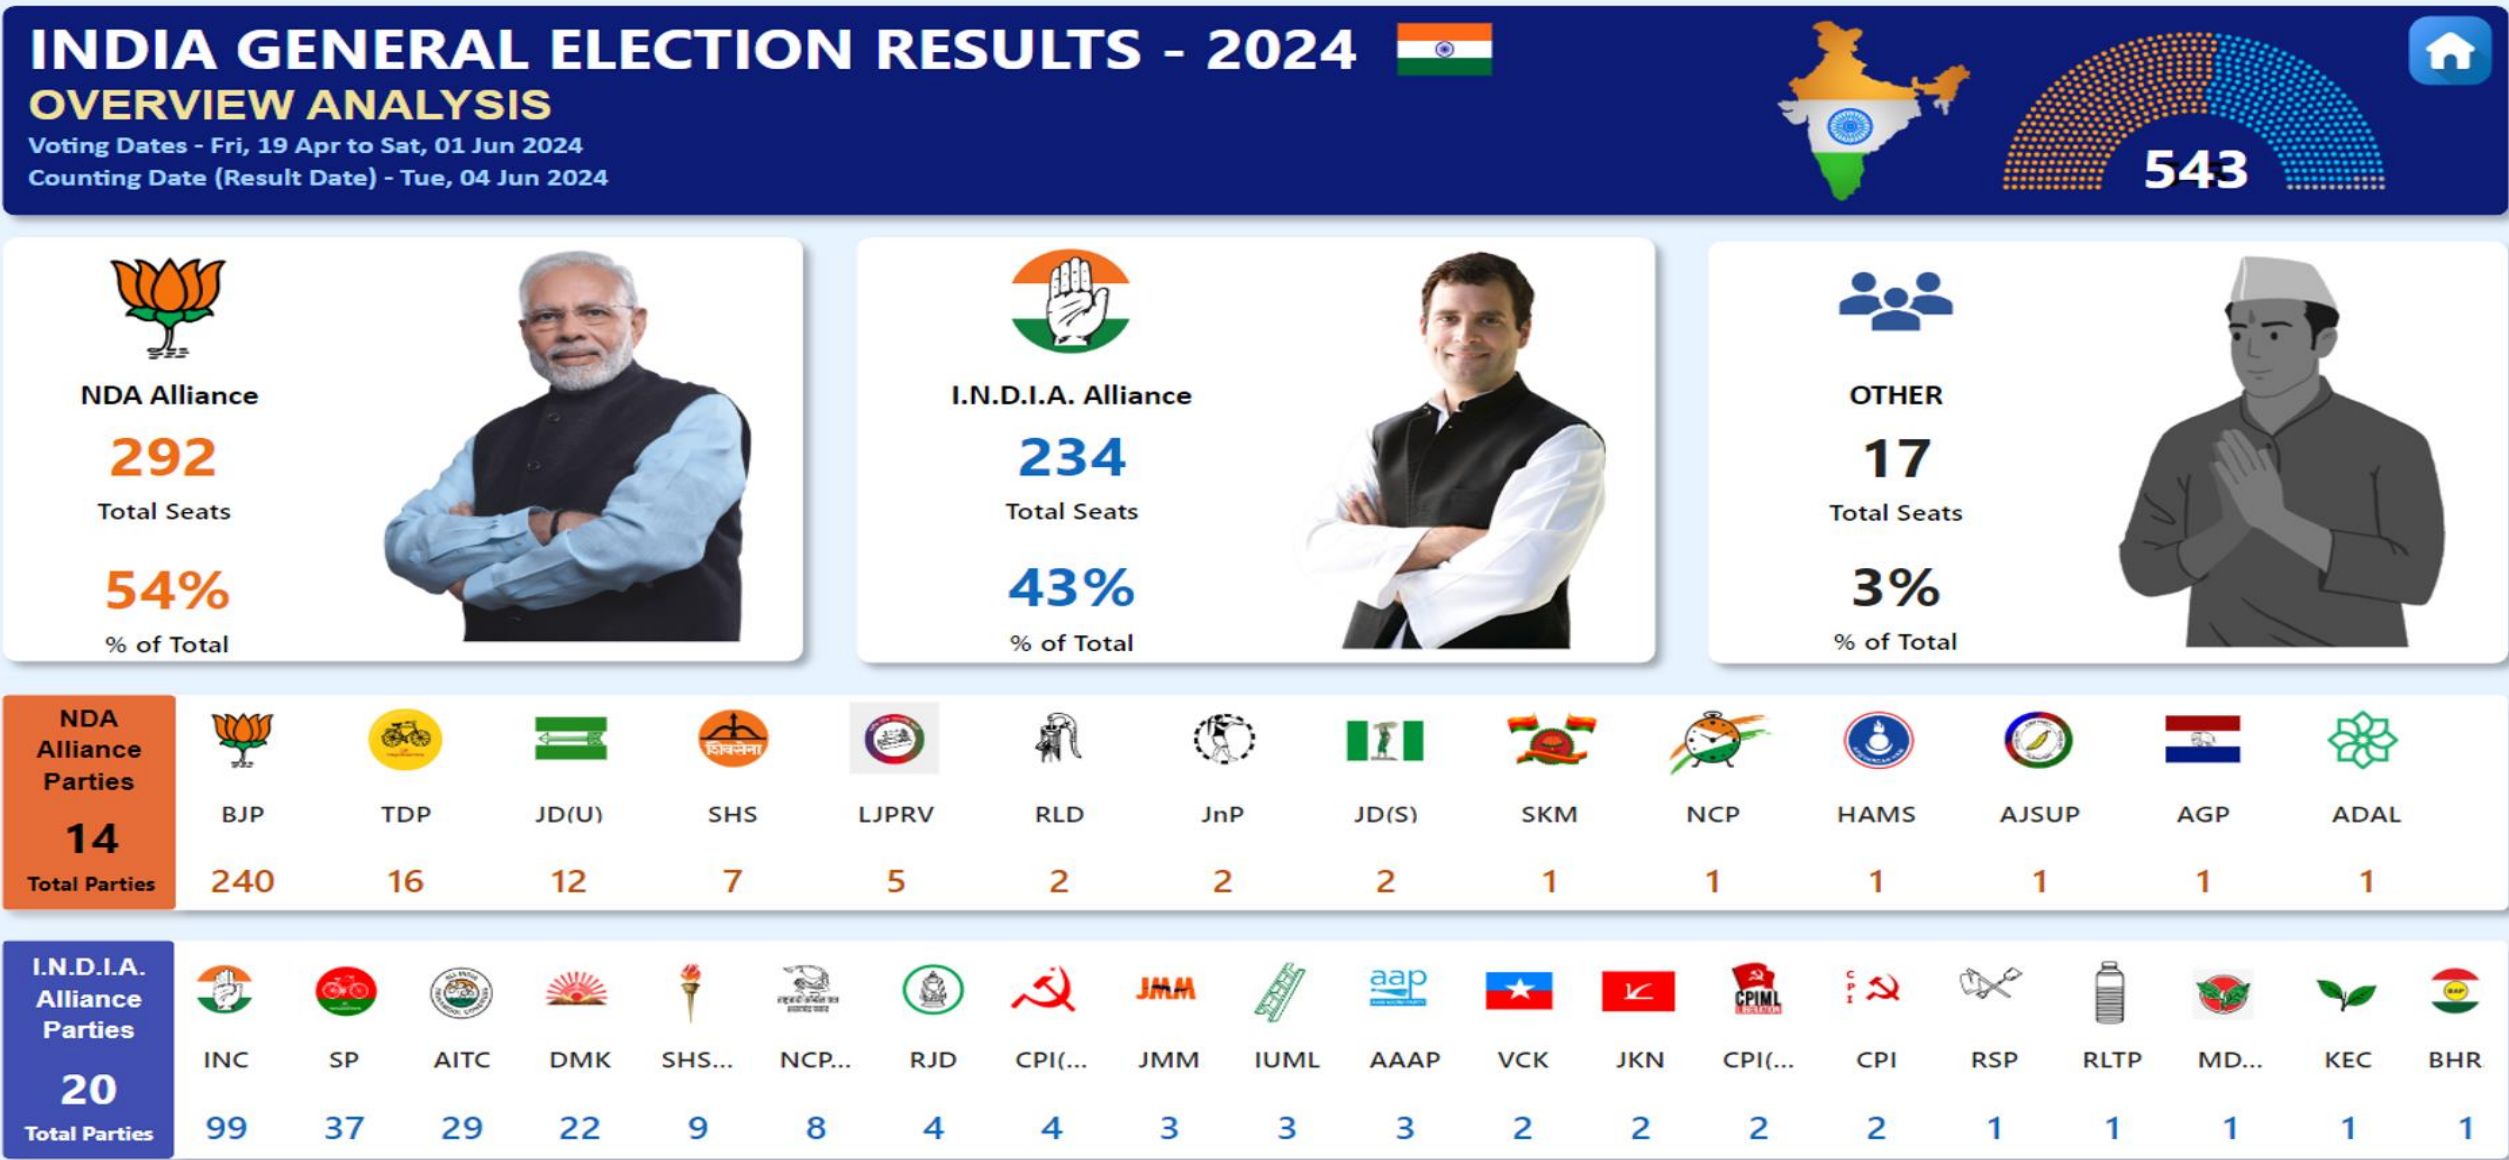 INDIA GENERAL ELECTION RESULTS - 2024
OVERVIEW ANALYSIS
Voting Dates - Fri, 19 Apr to Sat, 01 Jun 2024
Counting Date (Result Date) - Tue, 04 Jun 2024
543
NDA Alliance
292
Total Seats
54%
% of Total
I.N.D.I.A. Alliance
234
Total Seats
43%
% of Total
OTHER
17
Total Seats
3%
% of Total
NDA
Alliance
Parties
14
Total Parties
शिवसेना
BJP TDP JD(U) SHS LJPRV RLD JnP JD(S) SKM NCP HAMS AJSUP AGP ADAL
240 16 12 7 5 2 2 2 1 1 1 1 1 1
I.N.D.I.A.
Alliance
Parties
20
Total Parties
JMM aap CPIML CPI BAP
LIBERATION
INC SP AITC DMK SHS... NCP... RJD CPI(... JMM IUML AAAP VCK JKN CPI(... CPI RSP RLTP MD... KEC BHR
99 37 29 22 9 8 4 4 3 3 3 2 2 2 2 1 1 1 1 1